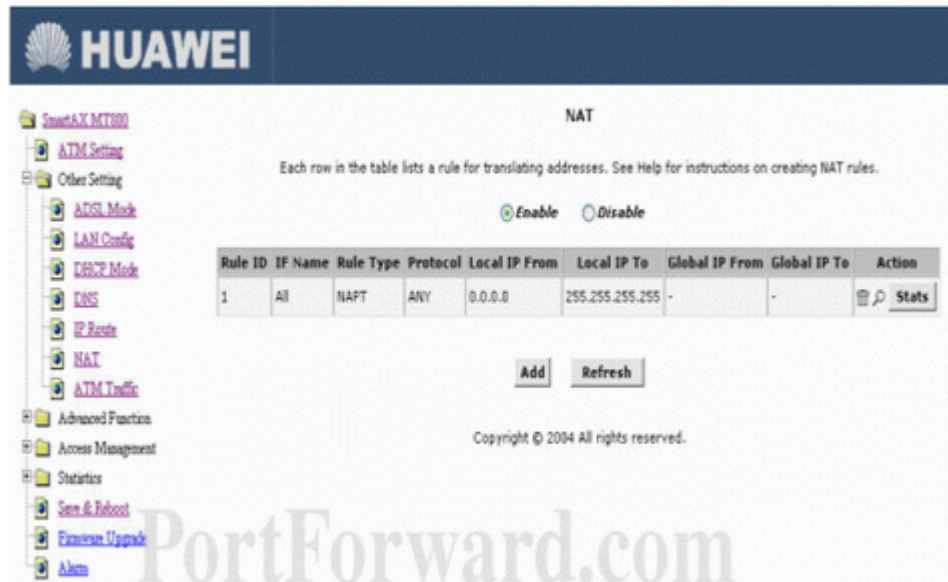 HUAWEI
SmartAX MT800
ATM Setting
Other Setting
ADSL Mode
LAN Config
DHCP Mode
DNS
IP Route
NAT
ATM Traffic
Advanced Function
Access Management
Statistics
Save & Reboot
Firmware Upgrade
Alarm
NAT
Each row in the table lists a rule for translating addresses. See Help for instructions on creating NAT rules.
Enable Disable
Rule ID IF Name Rule Type Protocol Local IP From Local IP To Global IP From Global IP To Action
1 All NAPT ANY 0.0.0.0 255.255.255.255 - - Stats
Add Refresh
Copyright © 2004 All rights reserved.
PortForward.com